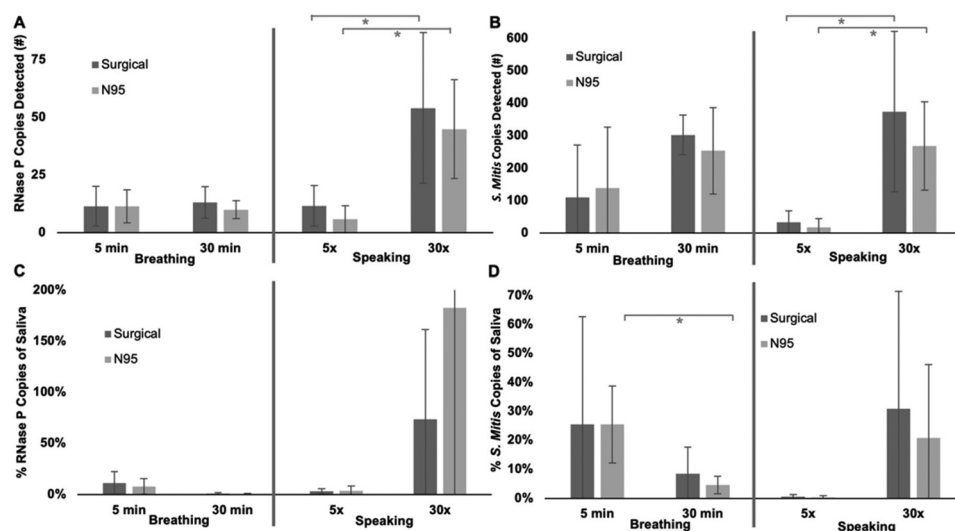 A
RNase P Copies Detected (#)
75
50
25
0
Surgical
N95
*
*
5 min
30 min
5x
30x
Breathing
Speaking
B
S. Mitis Copies Detected (#)
600
500
400
300
200
100
0
Surgical
N95
*
*
5 min
30 min
5x
30x
Breathing
Speaking
C
% RNase P Copies of Saliva
200%
150%
100%
50%
0%
Surgical
N95
5 min
30 min
5x
30x
Breathing
Speaking
D
% S. Mitis Copies of Saliva
70%
60%
50%
40%
30%
20%
10%
0%
*
Surgical
N95
5 min
30 min
5x
30x
Breathing
Speaking